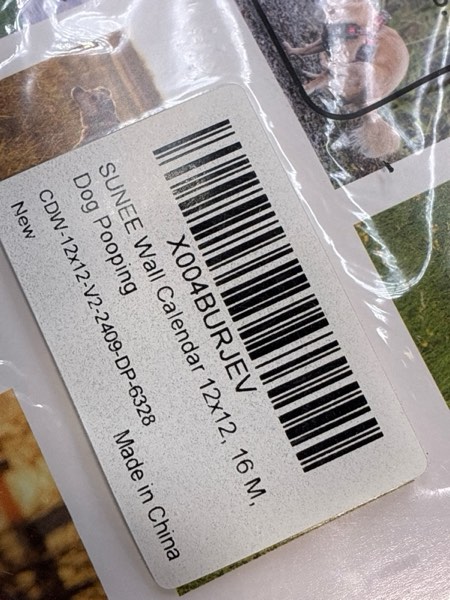 X004BURJEV
SUNEE Wall Calendar 12x12, 16 M,
Dog Pooping
CDW-12x12-V2-2409-DP-6328
New
Made in China